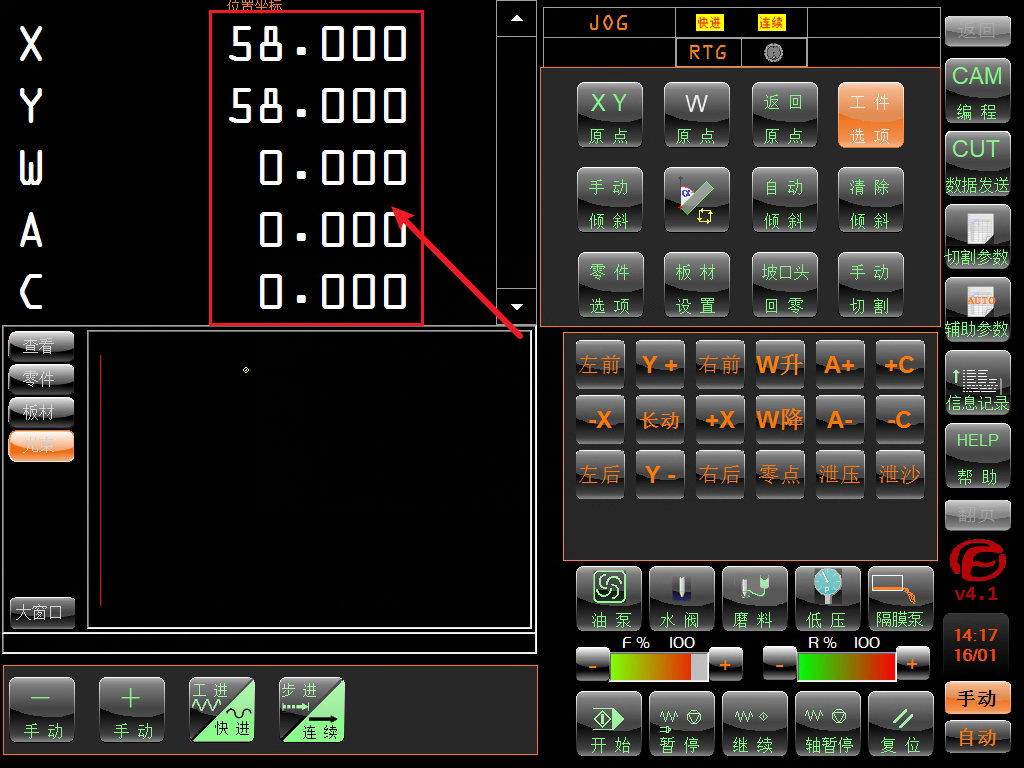 位置坐标
X 58.000
Y 58.000
W 0.000
A 0.000
C 0.000
JOG 快进 连续
RTG
XY
原点
W
原点
返回
原点
工件
选项
手动
倾斜
α
自动
倾斜
清除
倾斜
零件
选项
板材
设置
坡口头
回零
手动
切割
返回
CAM
编程
CUT
数据发送
切割参数
AUTO
辅助参数
信息记录
HELP
帮助
翻页
v4.1
14:17
16/01
手动
自动
查看
零件
板材
光束
大窗口
左前 Y+ 右前 W升 A+ +C
-X 长动 +X W降 A- -C
左后 Y- 右后 零点 泄压 泄沙
油泵 水阀 磨料 低压 隔膜泵
F% 100 R% 100
- + - +
手动
手动
工进
快进
步进
连续
开始 暂停 继续 轴暂停 复位